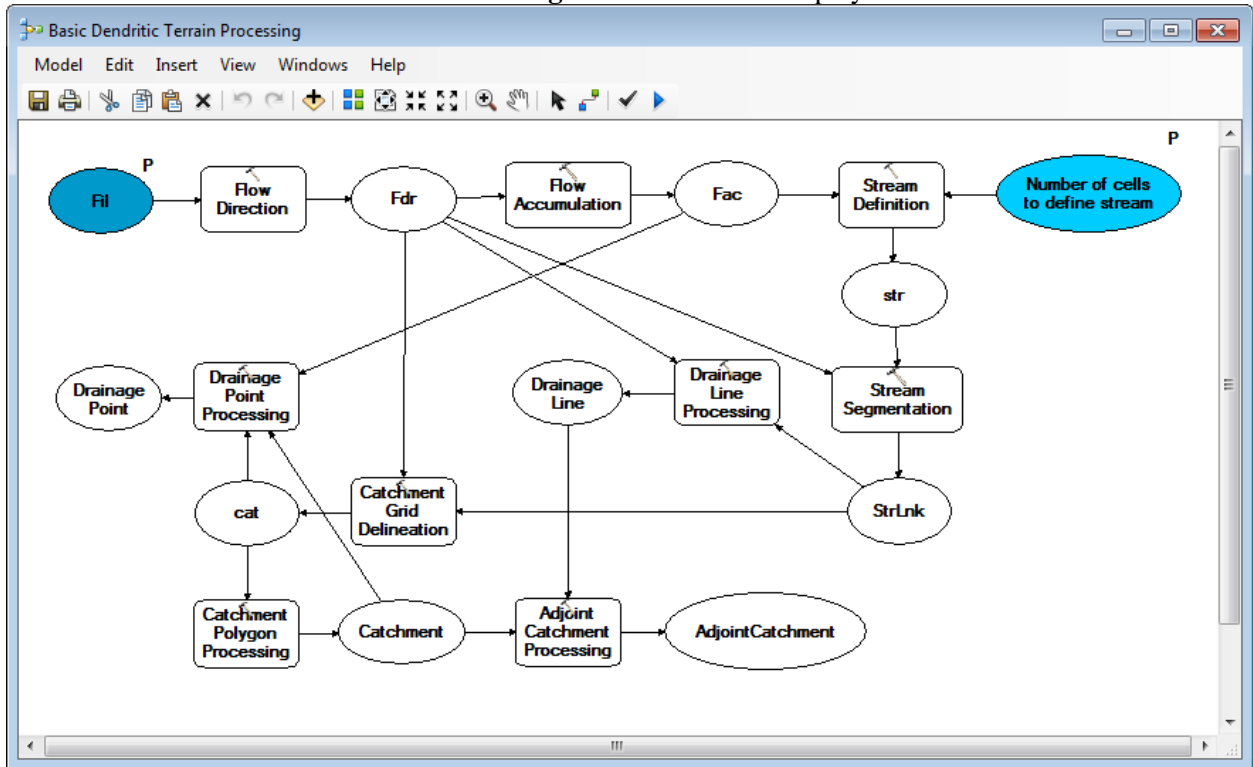 Basic Dendritic Terrain Processing
Model Edit Insert View Windows Help
P
P
Fil
Flow
Direction
Fdr
Flow
Accumulation
Fac
Stream
Definition
Number of cells
to define stream
str
Drainage
Point
Drainage
Point
Processing
Drainage
Line
Drainage
Line
Processing
Stream
Segmentation
cat
Catchment
Grid
Delineation
StrLnk
Catchment
Polygon
Processing
Catchment
Adjoint
Catchment
Processing
AdjointCatchment